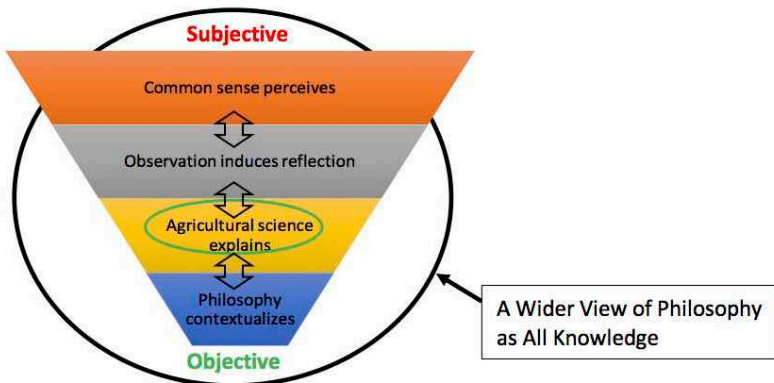 Subjective
Common sense perceives
Observation induces reflection
Agricultural science
explains
Philosophy
contextualizes
Objective
A Wider View of Philosophy
as All Knowledge